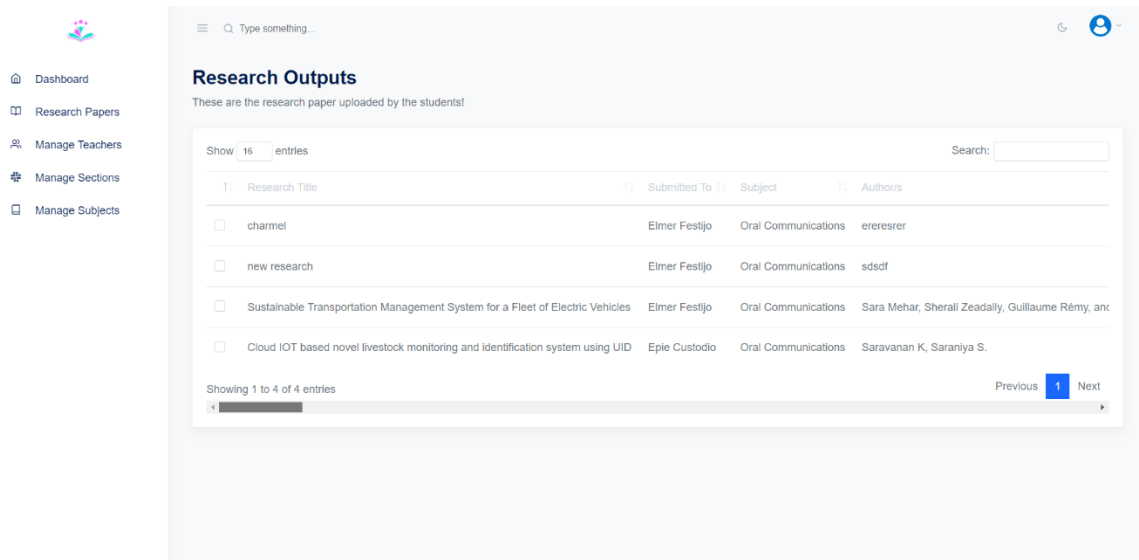 Type something...
Dashboard
Research Papers
Manage Teachers
Manage Sections
Manage Subjects
Research Outputs
These are the research paper uploaded by the students!
Show 16 entries
Search:
Research Title Submitted To Subject Author/s
charmel Elmer Festijo Oral Communications ereresrer
new research Elmer Festijo Oral Communications sdsdf
Sustainable Transportation Management System for a Fleet of Electric Vehicles Elmer Festijo Oral Communications Sara Mehar, Sherali Zeadally, Guillaume Rémy, and
Cloud IOT based novel livestock monitoring and identification system using UID Epie Custodio Oral Communications Saravanan K, Saraniya S.
Showing 1 to 4 of 4 entries
Previous 1 Next